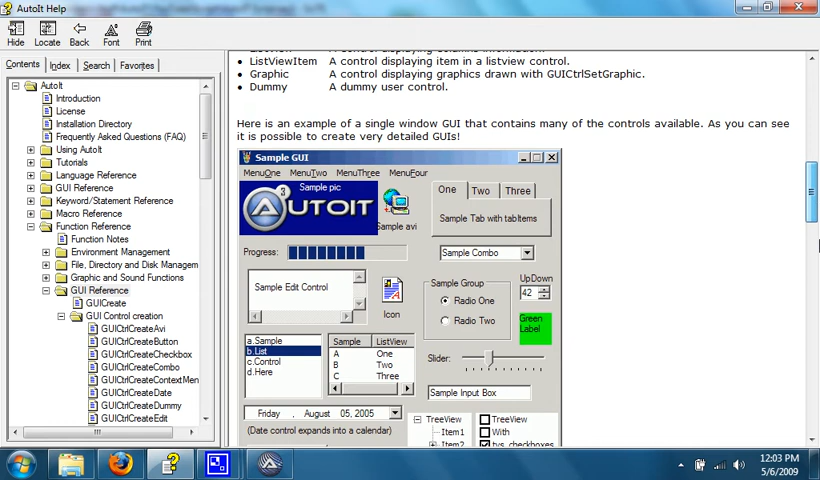 AutoIt Help
Hide Locate Back Font Print
Contents Index Search Favorites
AutoIt
Introduction
License
Installation Directory
Frequently Asked Questions (FAQ)
Using AutoIt
Tutorials
Language Reference
GUI Reference
Keyword/Statement Reference
Macro Reference
Function Reference
Function Notes
Environment Management
File, Directory and Disk Managem
Graphic and Sound Functions
GUI Reference
GUICreate
GUI Control creation
GUICtrlCreateAvi
GUICtrlCreateButton
GUICtrlCreateCheckbox
GUICtrlCreateCombo
GUICtrlCreateContextMen
GUICtrlCreateDate
GUICtrlCreateDummy
GUICtrlCreateEdit
ListViewItem A control displaying item in a listview control.
Graphic A control displaying graphics drawn with GUICtrlSetGraphic.
Dummy A dummy user control.
Here is an example of a single window GUI that contains many of the controls available. As you can see
it is possible to create very detailed GUIs!
Sample GUI
MenuOne MenuTwo MenuThree MenuFour
Sample pic
3
AUTOIT
Sample avi
One Two Three
Sample Tab with tabItems
Progress:
Sample Combo
Sample Edit Control
Icon
Sample Group
Radio One
Radio Two
UpDown
42
Green
Label
a.Sample
b.List
c.Control
d.Here
Sample ListView
A One
B Two
C Three
Slider:
Sample Input Box
Friday , August 05, 2005
(Date control expands into a calendar)
TreeView
Item1
Item2
TreeView
With
tvs_checkboxes
12:03 PM
5/6/2009